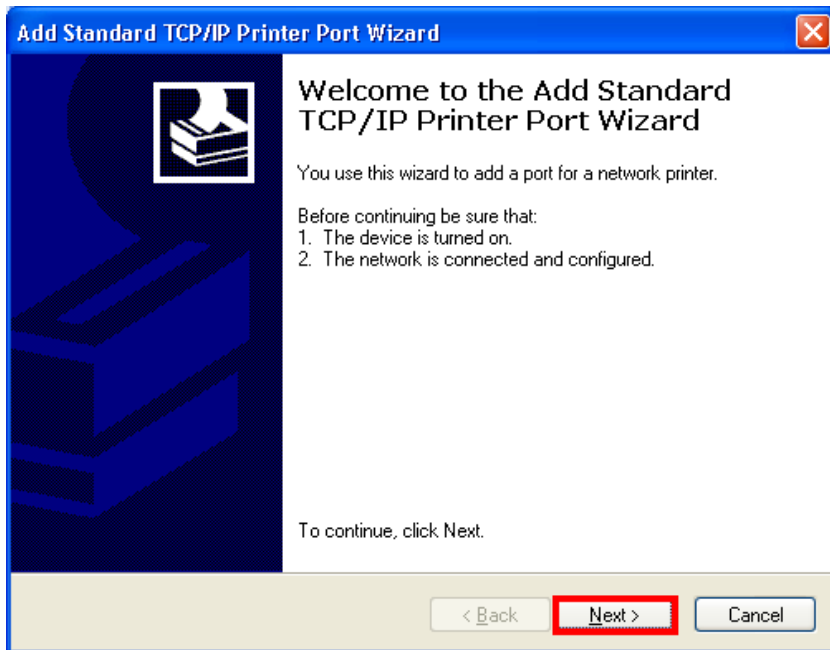 Add Standard TCP/IP Printer Port Wizard
Welcome to the Add Standard
TCP/IP Printer Port Wizard
You use this wizard to add a port for a network printer.
Before continuing be sure that:
1. The device is turned on.
2. The network is connected and configured.
To continue, click Next.
< Back
Next >
Cancel